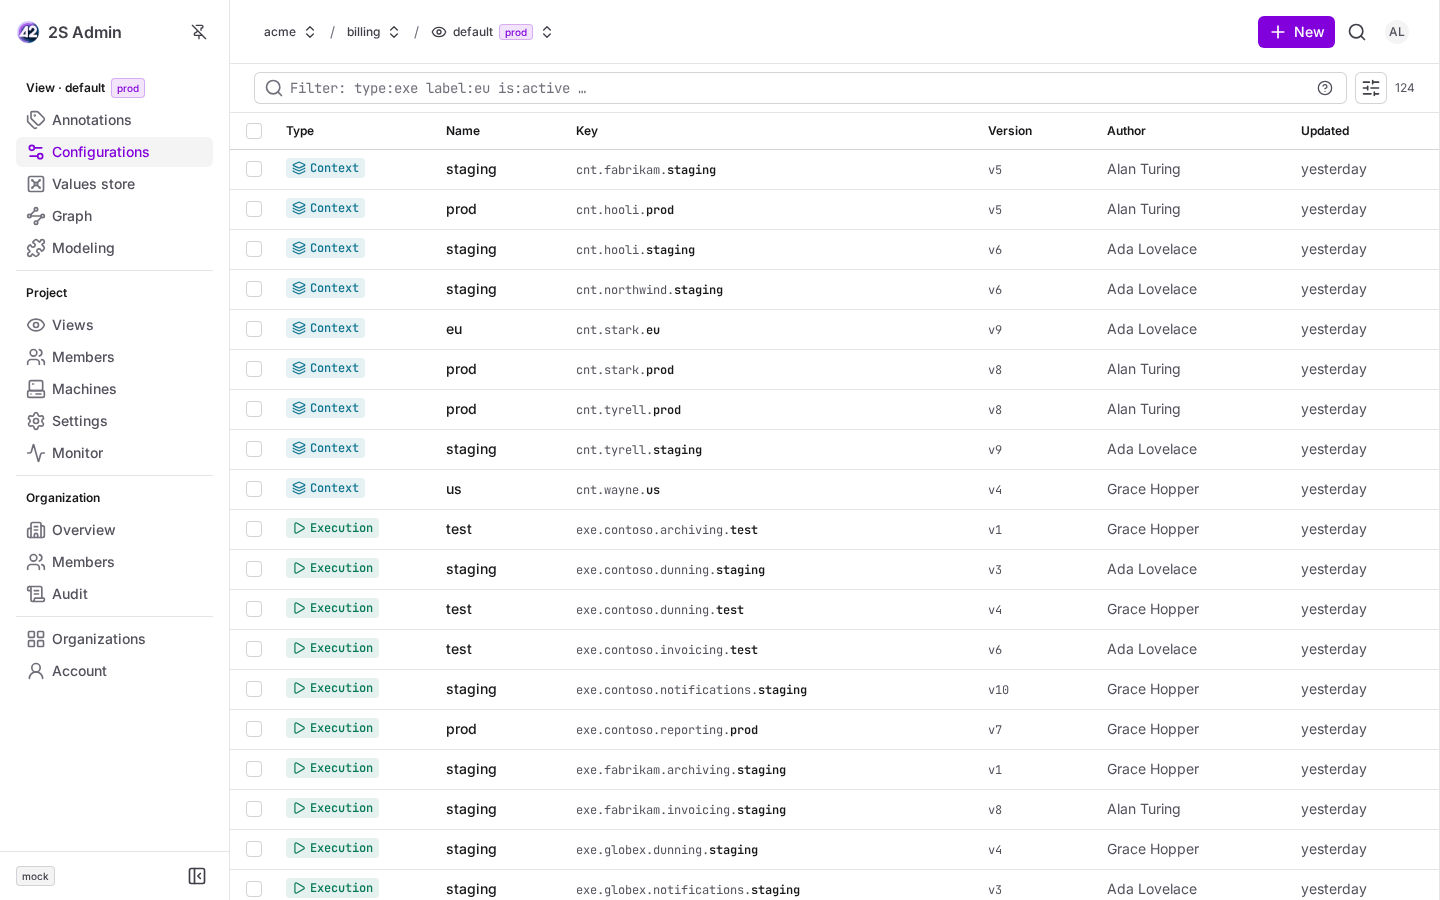 42 2S Admin
View · default prod
Annotations
Configurations
Values store
Graph
Modeling
Project
Views
Members
Machines
Settings
Monitor
Organization
Overview
Members
Audit
Organizations
Account
mock
acme / billing / default prod
New
AL
Filter: type:exe label:eu is:active …
124
Type Name Key Version Author Updated
Context staging cnt.fabrikam.staging v5 Alan Turing yesterday
Context prod cnt.hooli.prod v5 Alan Turing yesterday
Context staging cnt.hooli.staging v6 Ada Lovelace yesterday
Context staging cnt.northwind.staging v6 Ada Lovelace yesterday
Context eu cnt.stark.eu v9 Ada Lovelace yesterday
Context prod cnt.stark.prod v8 Alan Turing yesterday
Context prod cnt.tyrell.prod v8 Alan Turing yesterday
Context staging cnt.tyrell.staging v9 Ada Lovelace yesterday
Context us cnt.wayne.us v4 Grace Hopper yesterday
Execution test exe.contoso.archiving.test v1 Grace Hopper yesterday
Execution staging exe.contoso.dunning.staging v3 Ada Lovelace yesterday
Execution test exe.contoso.dunning.test v4 Grace Hopper yesterday
Execution test exe.contoso.invoicing.test v6 Ada Lovelace yesterday
Execution staging exe.contoso.notifications.staging v10 Grace Hopper yesterday
Execution prod exe.contoso.reporting.prod v7 Grace Hopper yesterday
Execution staging exe.fabrikam.archiving.staging v1 Grace Hopper yesterday
Execution staging exe.fabrikam.invoicing.staging v8 Alan Turing yesterday
Execution staging exe.globex.dunning.staging v4 Grace Hopper yesterday
Execution staging exe.globex.notifications.staging v3 Ada Lovelace yesterday